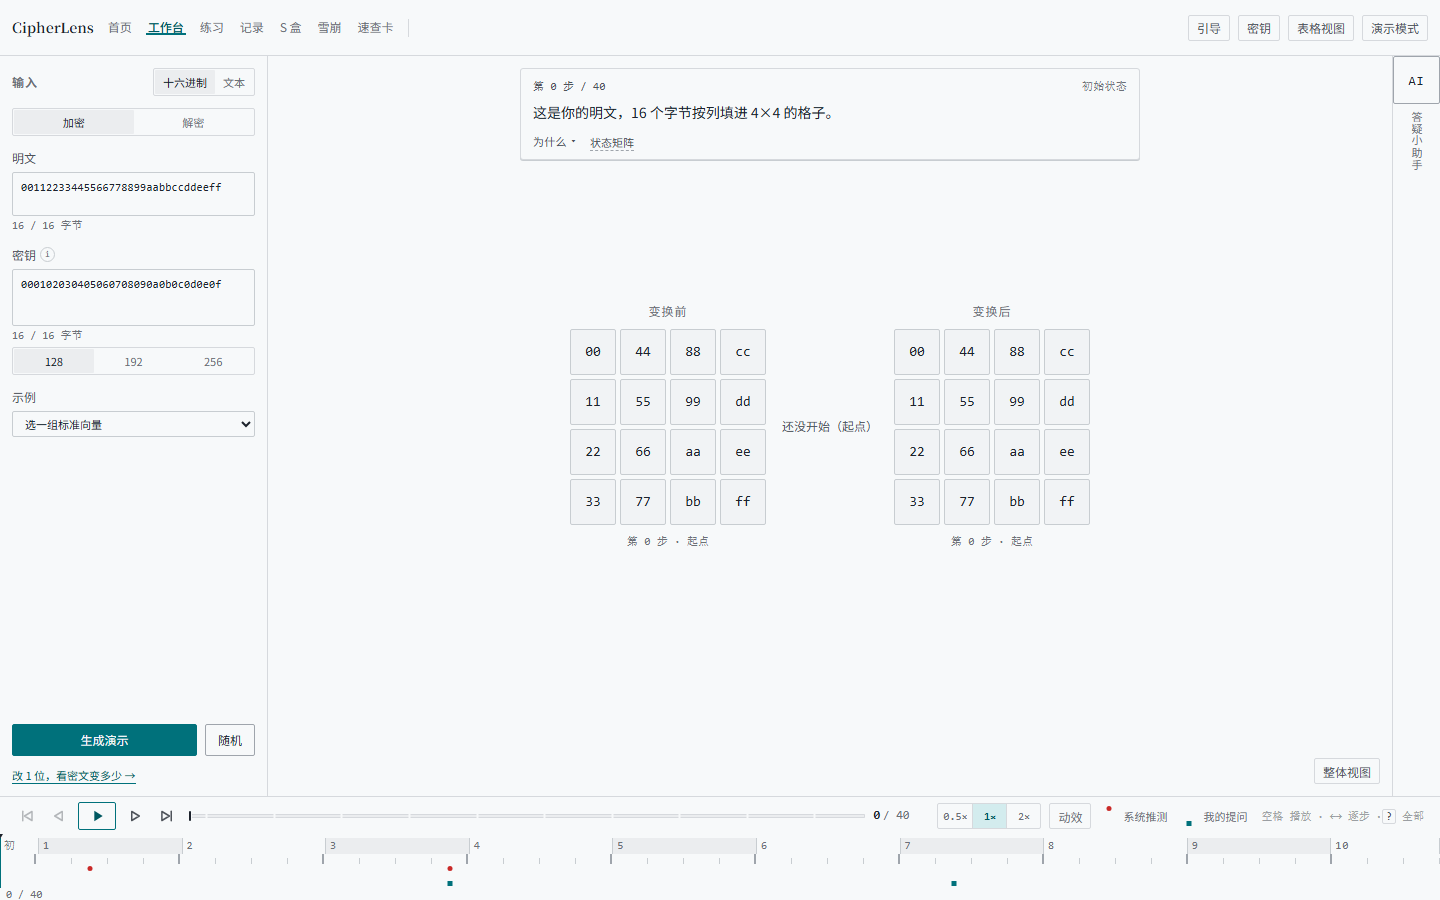 CipherLens 首页 工作台 练习 记录 S 盒 雪崩 速查卡 引导 密钥 表格视图 演示模式
输入 十六进制 文本
加密 解密
明文
00112233445566778899aabbccddeeff
16 / 16 字节
密钥 i
000102030405060708090a0b0c0d0e0f
16 / 16 字节
128 192 256
示例
选一组标准向量
生成演示 随机
改 1 位，看密文变多少 →
第 0 步 / 40 初始状态
这是你的明文，16 个字节按列填进 4×4 的格子。
为什么 状态矩阵
变换前
00 44 88 cc
11 55 99 dd
22 66 aa ee
33 77 bb ff
第 0 步 · 起点
还没开始（起点）
变换后
00 44 88 cc
11 55 99 dd
22 66 aa ee
33 77 bb ff
第 0 步 · 起点
整体视图
AI
答疑小助手
0 / 40 0.5× 1× 2× 动效 系统推测 我的提问 空格 播放 · ↔ 逐步 · ? 全部
初 1 2 3 4 5 6 7 8 9 10
0 / 40